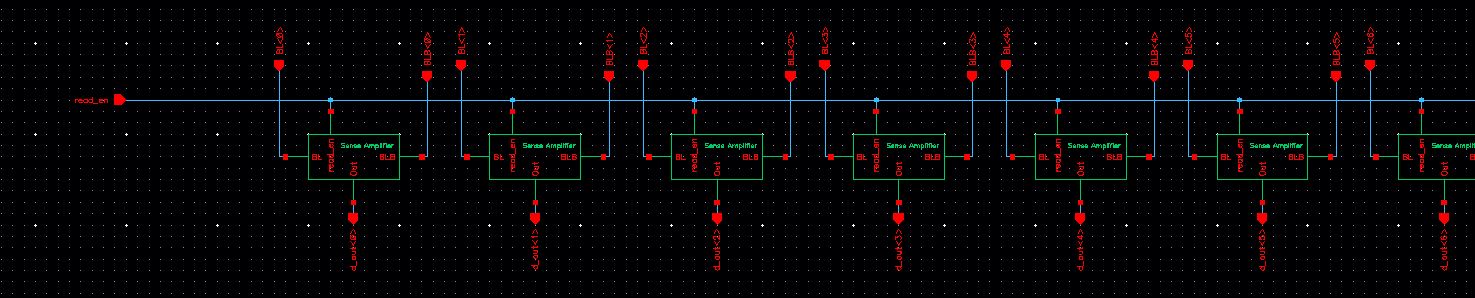 BL<0> BLB<0> BL<1> BLB<1> BL<2> BLB<2> BL<3> BLB<3> BL<4> BLB<4> BL<5> BLB<5> BL<6>
read_en
Sense Amplifier Sense Amplifier Sense Amplifier Sense Amplifier Sense Amplifier Sense Amplifier Sense Amplif
BL read_en BLB BL read_en BLB BL read_en BLB BL read_en BLB BL read_en BLB BL read_en BLB BL read_en
Out Out Out Out Out Out Out
d_out<0> d_out<1> d_out<2> d_out<3> d_out<4> d_out<5> d_out<6>